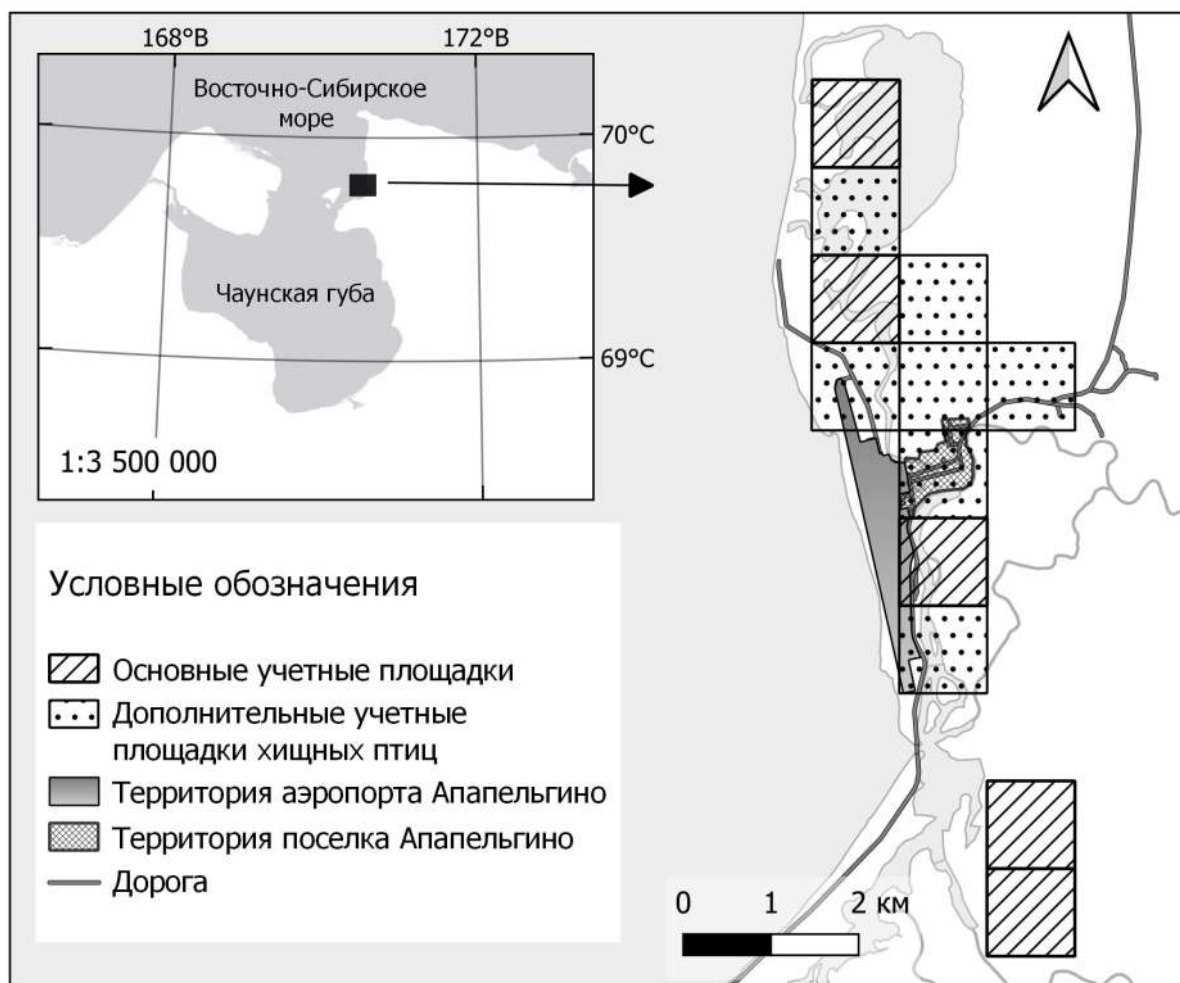 168°В 172°В
Восточно-Сибирское
море
70°С
Чаунская губа
69°С
1:3 500 000
Условные обозначения
Основные учетные площадки
Дополнительные учетные
площадки хищных птиц
Территория аэропорта Апапельгино
Территория поселка Апапельгино
Дорога
0 1 2 км